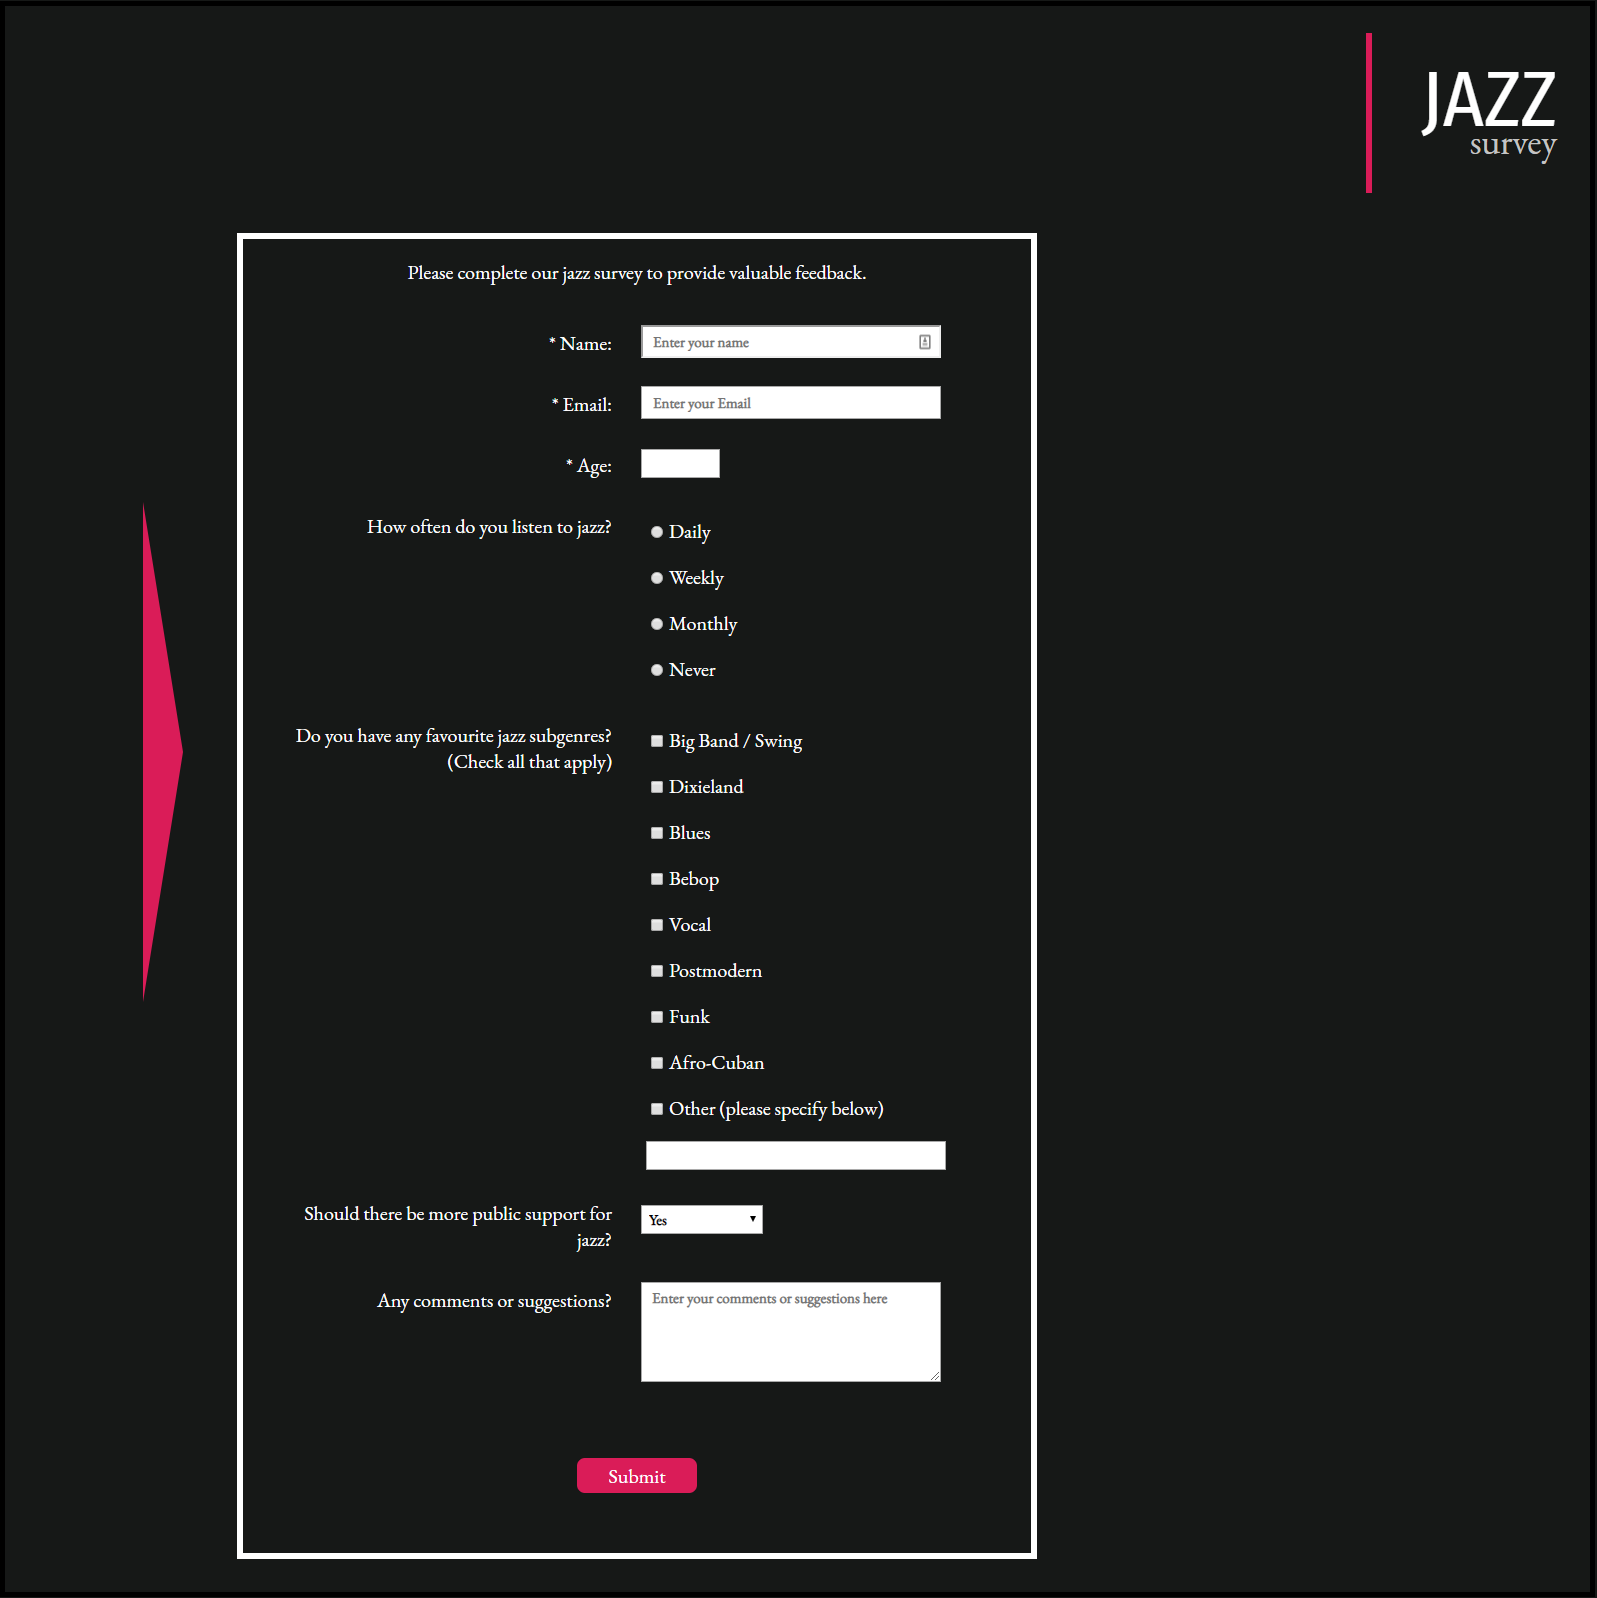 JAZZ
survey
Please complete our jazz survey to provide valuable feedback.
* Name:
Enter your name
* Email:
Enter your Email
* Age:
How often do you listen to jazz?
Daily
Weekly
Monthly
Never
Do you have any favourite jazz subgenres?
(Check all that apply)
Big Band / Swing
Dixieland
Blues
Bebop
Vocal
Postmodern
Funk
Afro-Cuban
Other (please specify below)
Should there be more public support for
jazz?
Yes
Any comments or suggestions?
Enter your comments or suggestions here
Submit